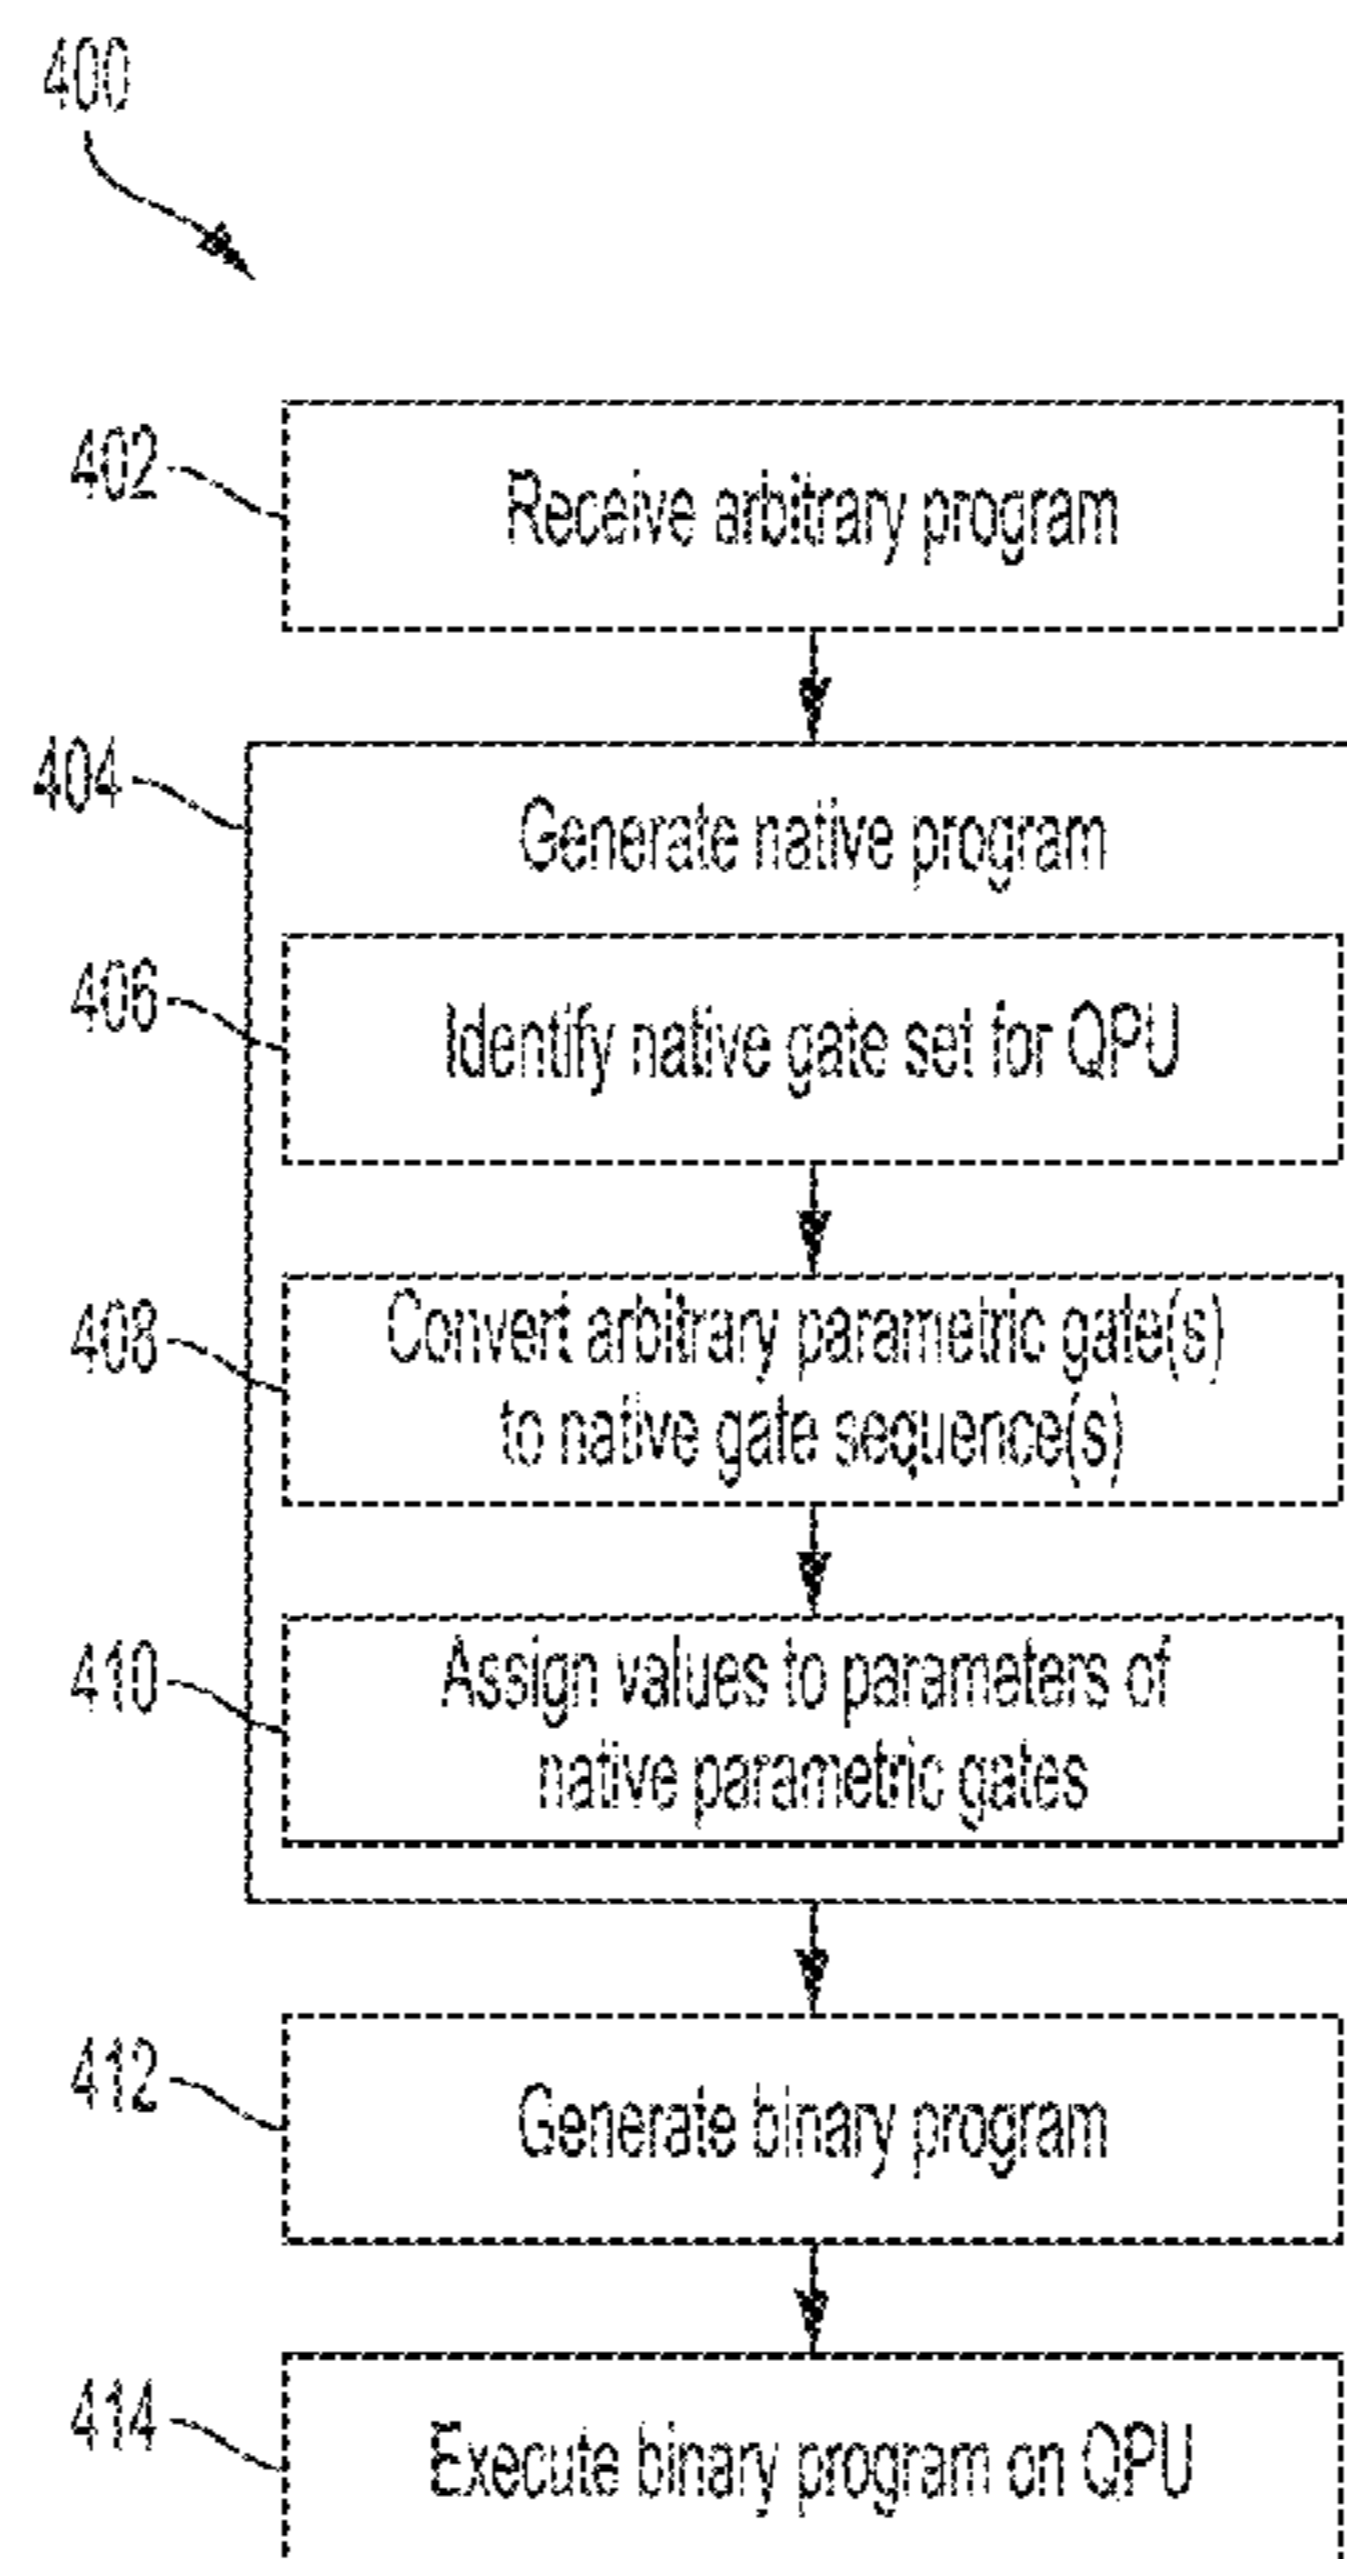 400
402
Receive arbitrary program
404
Generate native program
406
Identify native gate set for QPU
408
Convert arbitrary parametric gate(s)
to native gate sequence(s)
410
Assign values to parameters of
native parametric gates
412
Generate binary program
414
Execute binary program on QPU